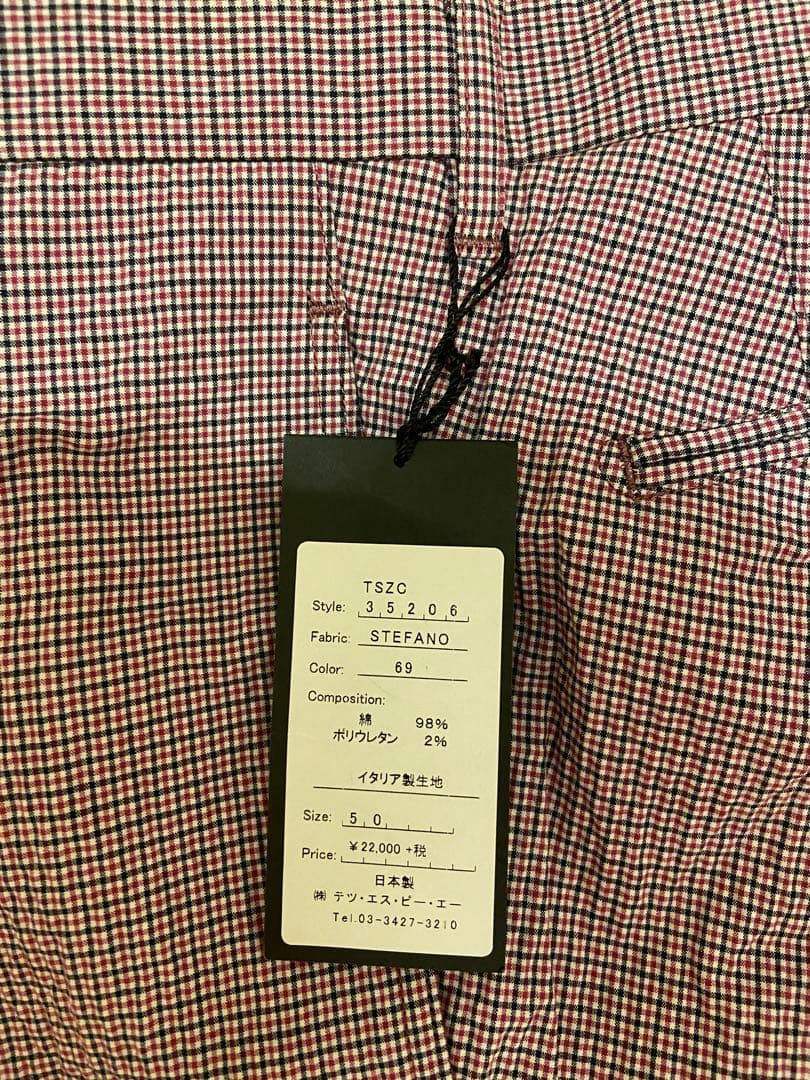 TSZC
Style: 35206
Fabric: STEFANO
Color: 69
Composition:
綿 98%
ポリウレタン 2%
イタリア製生地
Size: 50
Price: ¥22,000 +税
日本製
㈱ テツ・エス・ピー・エー
Tel.03-3427-3210